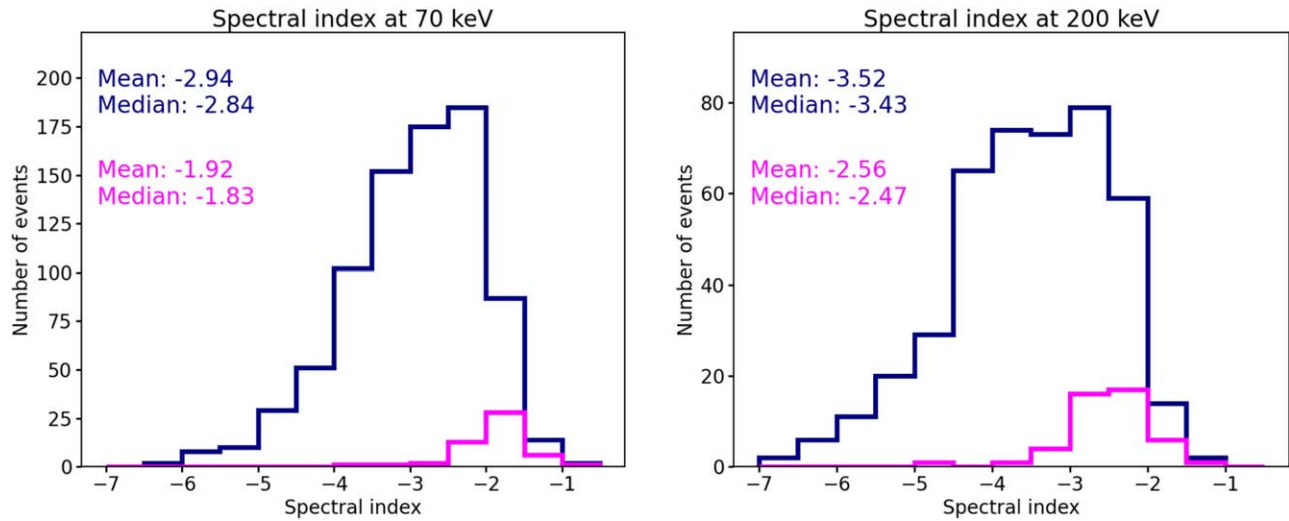 Spectral index at 70 keV
Mean: -2.94
Median: -2.84
Mean: -1.92
Median: -1.83
Number of events
200
175
150
125
100
75
50
25
0
−7 −6 −5 −4 −3 −2 −1
Spectral index
Spectral index at 200 keV
Mean: -3.52
Median: -3.43
Mean: -2.56
Median: -2.47
Number of events
80
60
40
20
0
−7 −6 −5 −4 −3 −2 −1
Spectral index